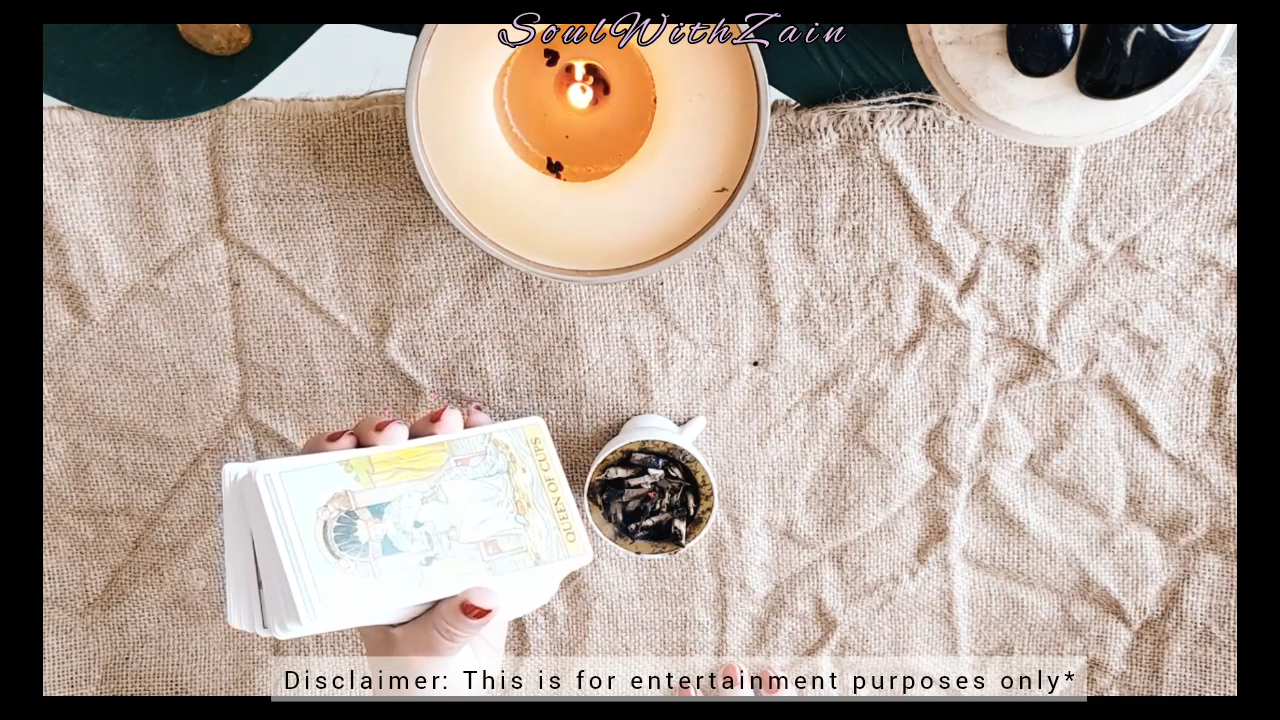 SoulWithZain
QUEEN OF CUPS
Disclaimer: This is for entertainment purposes only*